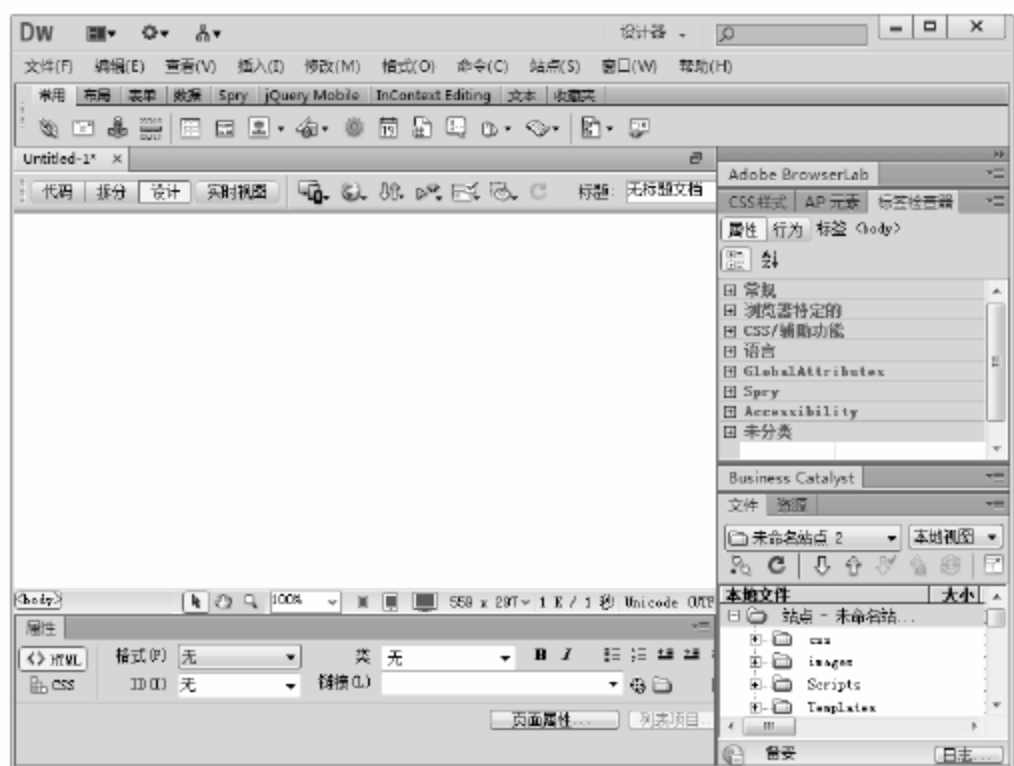 Dw 设计器
文件(F) 编辑(E) 查看(V) 插入(I) 修改(M) 格式(O) 命令(C) 站点(S) 窗口(W) 帮助(H)
常用 布局 表单 数据 Spry jQuery Mobile InContext Editing 文本 收藏夹
Untitled-1* ×
代码 拆分 设计 实时视图 标题: 无标题文档
Adobe BrowserLab
CSS样式 AP 元素 标签检查器
属性 行为 标签 <body>
常规
浏览器特定的
CSS/辅助功能
语言
GlobalAttributes
Spry
Accessibility
未分类
Business Catalyst
文件 资源
未命名站点 2 本地视图
本地文件 大小
站点 - 未命名站...
css
images
Scripts
Templates
备妥 日志...
<body> 100% 1 K / 1 秒 Unicode
属性
<> HTML 格式(F) 无 类 无 B I
CSS ID(I) 无 链接(L)
页面属性... 列表项目...